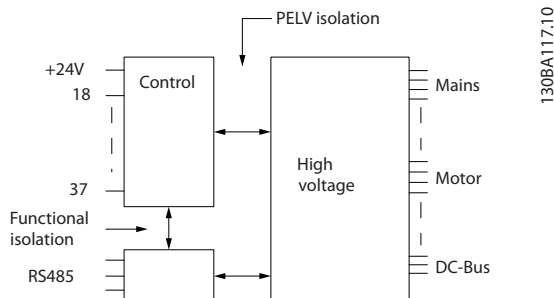 PELV isolation
+24V
Control
18
Mains
High
voltage
37
Motor
Functional
isolation
DC-Bus
RS485
130BA117.10